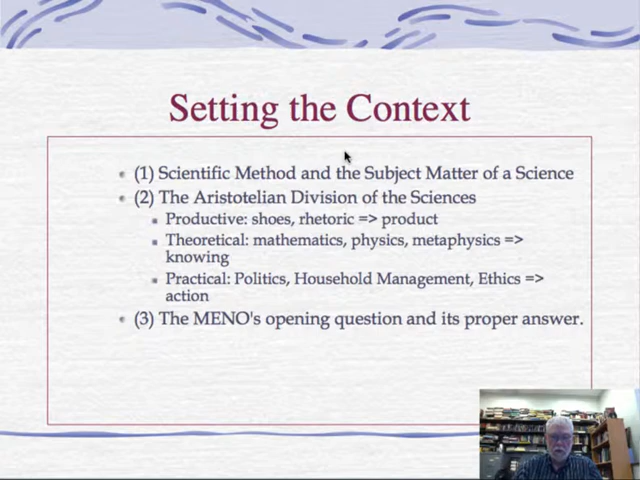 Setting the Context
(1) Scientific Method and the Subject Matter of a Science
(2) The Aristotelian Division of the Sciences
Productive: shoes, rhetoric => product
Theoretical: mathematics, physics, metaphysics =>
knowing
Practical: Politics, Household Management, Ethics =>
action
(3) The MENO's opening question and its proper answer.